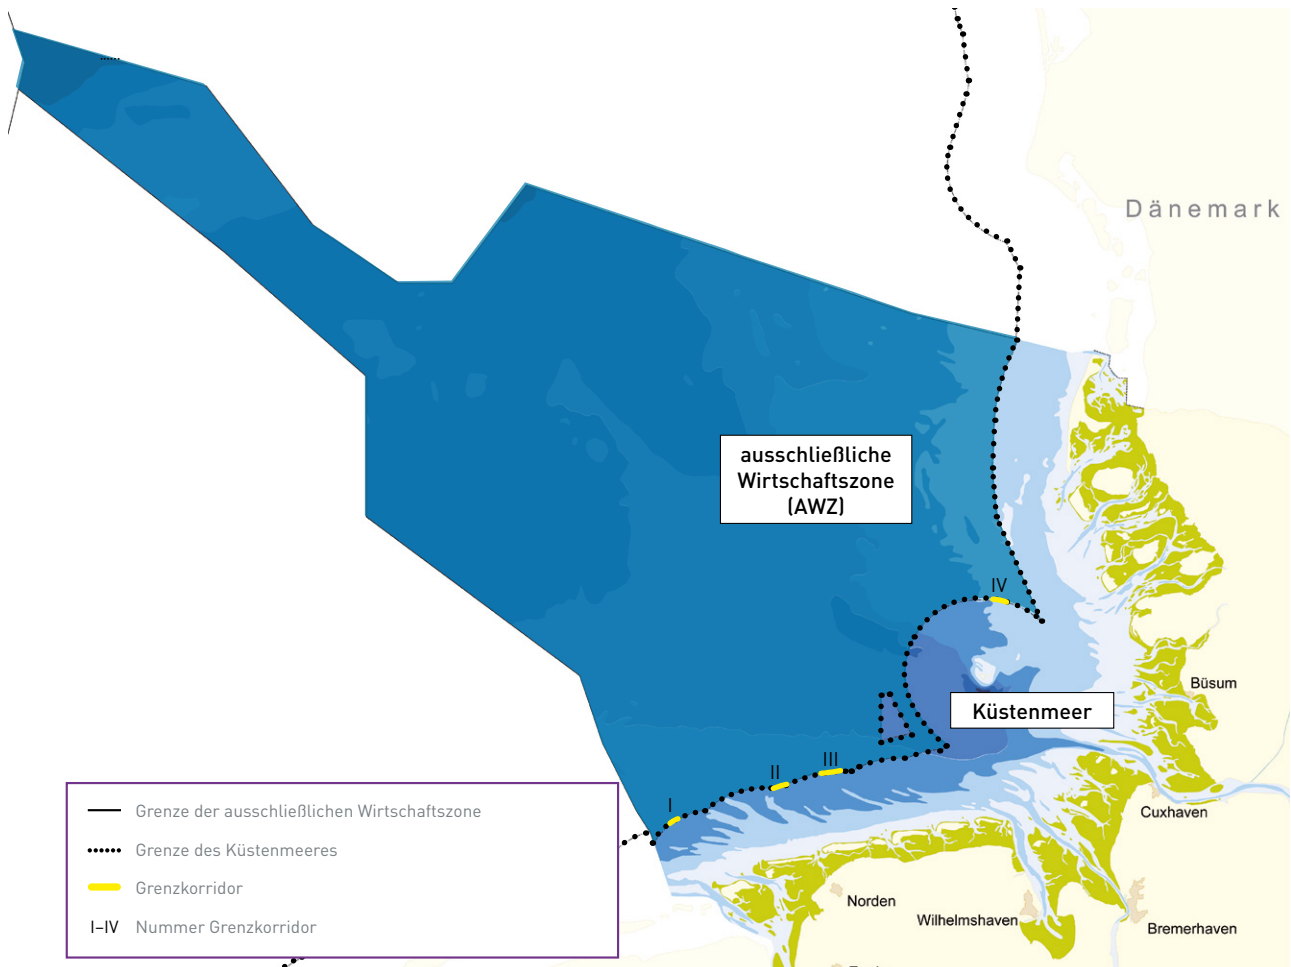 Dänemark
ausschließliche
Wirtschaftszone
(AWZ)
IV
Büsum
Küstenmeer
II
III
I
Cuxhaven
Norden
Wilhelmshaven
Bremerhaven
Grenze der ausschließlichen Wirtschaftszone
Grenze des Küstenmeeres
Grenzkorridor
I–IV Nummer Grenzkorridor